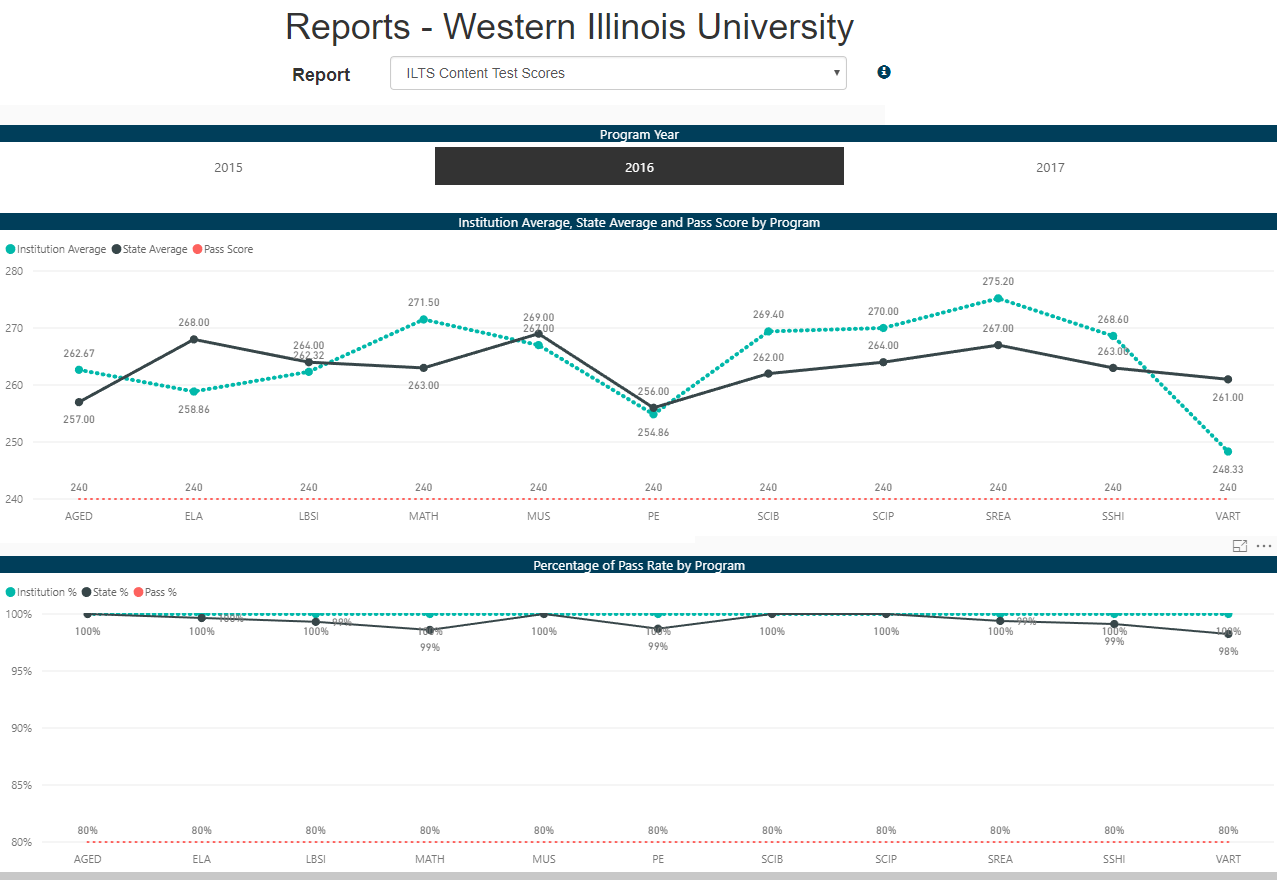 Reports - Western Illinois University
Report ILTS Content Test Scores
Program Year
2015 2016 2017
Institution Average, State Average and Pass Score by Program
Institution Average State Average Pass Score
280
275.20
271.50
269.00
269.40 270.00 268.60
270 268.00 267.00 267.00
264.00 264.00
262.67 262.32 262.00 263.00
260 258.86 263.00 256.00 261.00
257.00 254.86
250
248.33
240 240 240 240 240 240 240 240 240 240 240
240
AGED ELA LBSI MATH MUS PE SCIB SCIP SREA SSHI VART
Percentage of Pass Rate by Program
Institution % State % Pass %
100% 100% 99% 99%
100% 100% 100% 100% 100% 100% 100% 100% 100% 100% 100%
99% 99% 99% 98%
95%
90%
85%
80% 80% 80% 80% 80% 80% 80% 80% 80% 80% 80%
80%
AGED ELA LBSI MATH MUS PE SCIB SCIP SREA SSHI VART